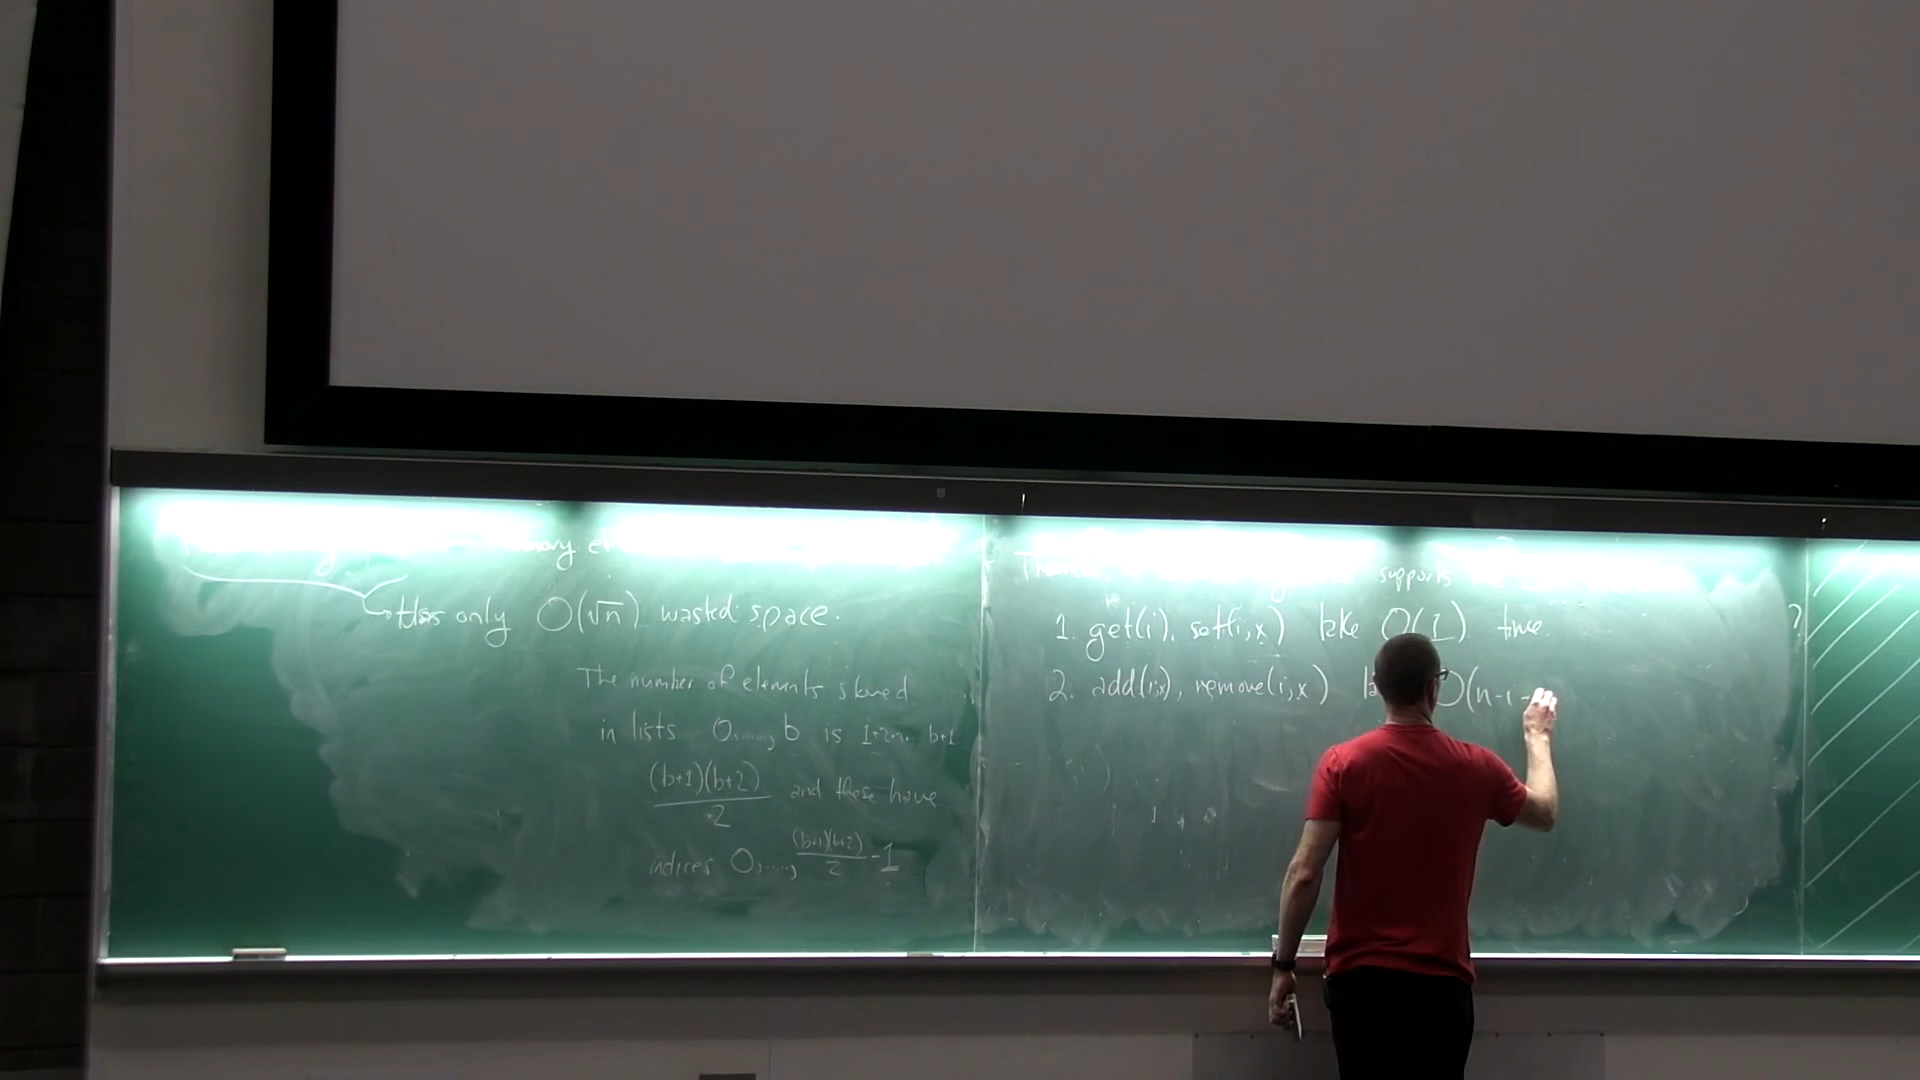 Has only O(√n) wasted space.
The number of elements stored
in lists 0,....., b is 1+2+... b+1
(b+1)(b+2)
2
and these have
indices 0,....., (b+1)(b+2)/2 -1
supports
1. get(i), set(i,x) take O(1) time
2. add(i,x), remove(i,x) O(n-i
?